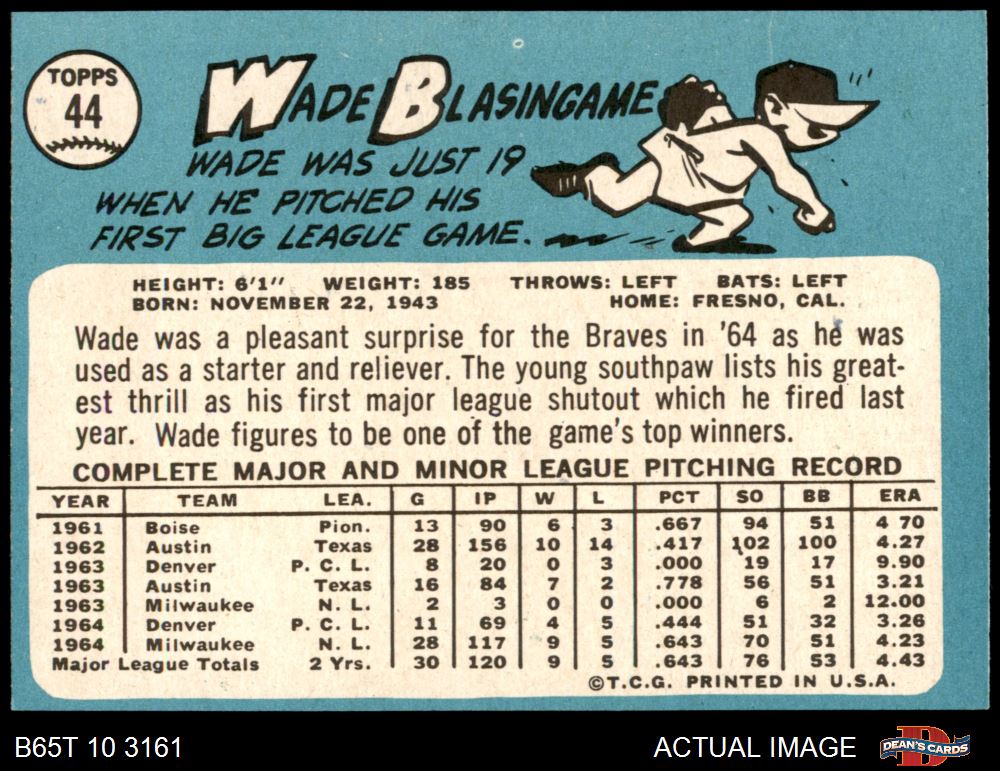 TOPPS
44
WADE BLASINGAME
WADE WAS JUST 19
WHEN HE PITCHED HIS
FIRST BIG LEAGUE GAME.
HEIGHT: 6'1" WEIGHT: 185 THROWS: LEFT BATS: LEFT
BORN: NOVEMBER 22, 1943 HOME: FRESNO, CAL.
Wade was a pleasant surprise for the Braves in '64 as he was
used as a starter and reliever. The young southpaw lists his great-
est thrill as his first major league shutout which he fired last
year. Wade figures to be one of the game's top winners.
COMPLETE MAJOR AND MINOR LEAGUE PITCHING RECORD
YEAR TEAM LEA. G IP W L PCT SO BB ERA
1961 Boise Pion. 13 90 6 3 .667 94 51 4 70
1962 Austin Texas 28 156 10 14 .417 102 100 4.27
1963 Denver P. C. L. 8 20 0 3 .000 19 17 9.90
1963 Austin Texas 16 84 7 2 .778 56 51 3.21
1963 Milwaukee N. L. 2 3 0 0 .000 6 2 12.00
1964 Denver P. C. L. 11 69 4 5 .444 51 32 3.26
1964 Milwaukee N. L. 28 117 9 5 .643 70 51 4.23
Major League Totals 2 Yrs. 30 120 9 5 .643 76 53 4.43
©T.C.G. PRINTED IN U.S.A.
B65T 10 3161 ACTUAL IMAGE DEAN'S CARDS